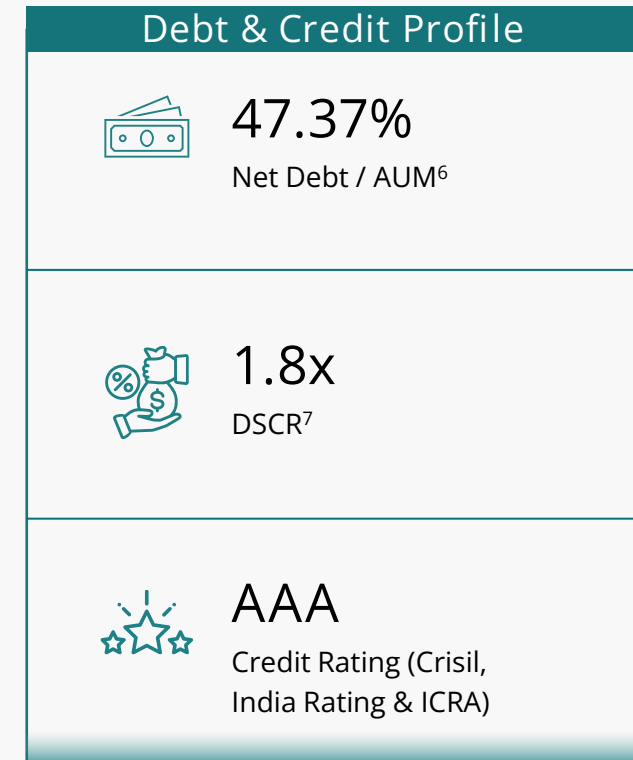 Debt & Credit Profile
47.37%
Net Debt / AUM⁶
%
$
1.8x
DSCR⁷
AAA
Credit Rating (Crisil,
India Rating & ICRA)